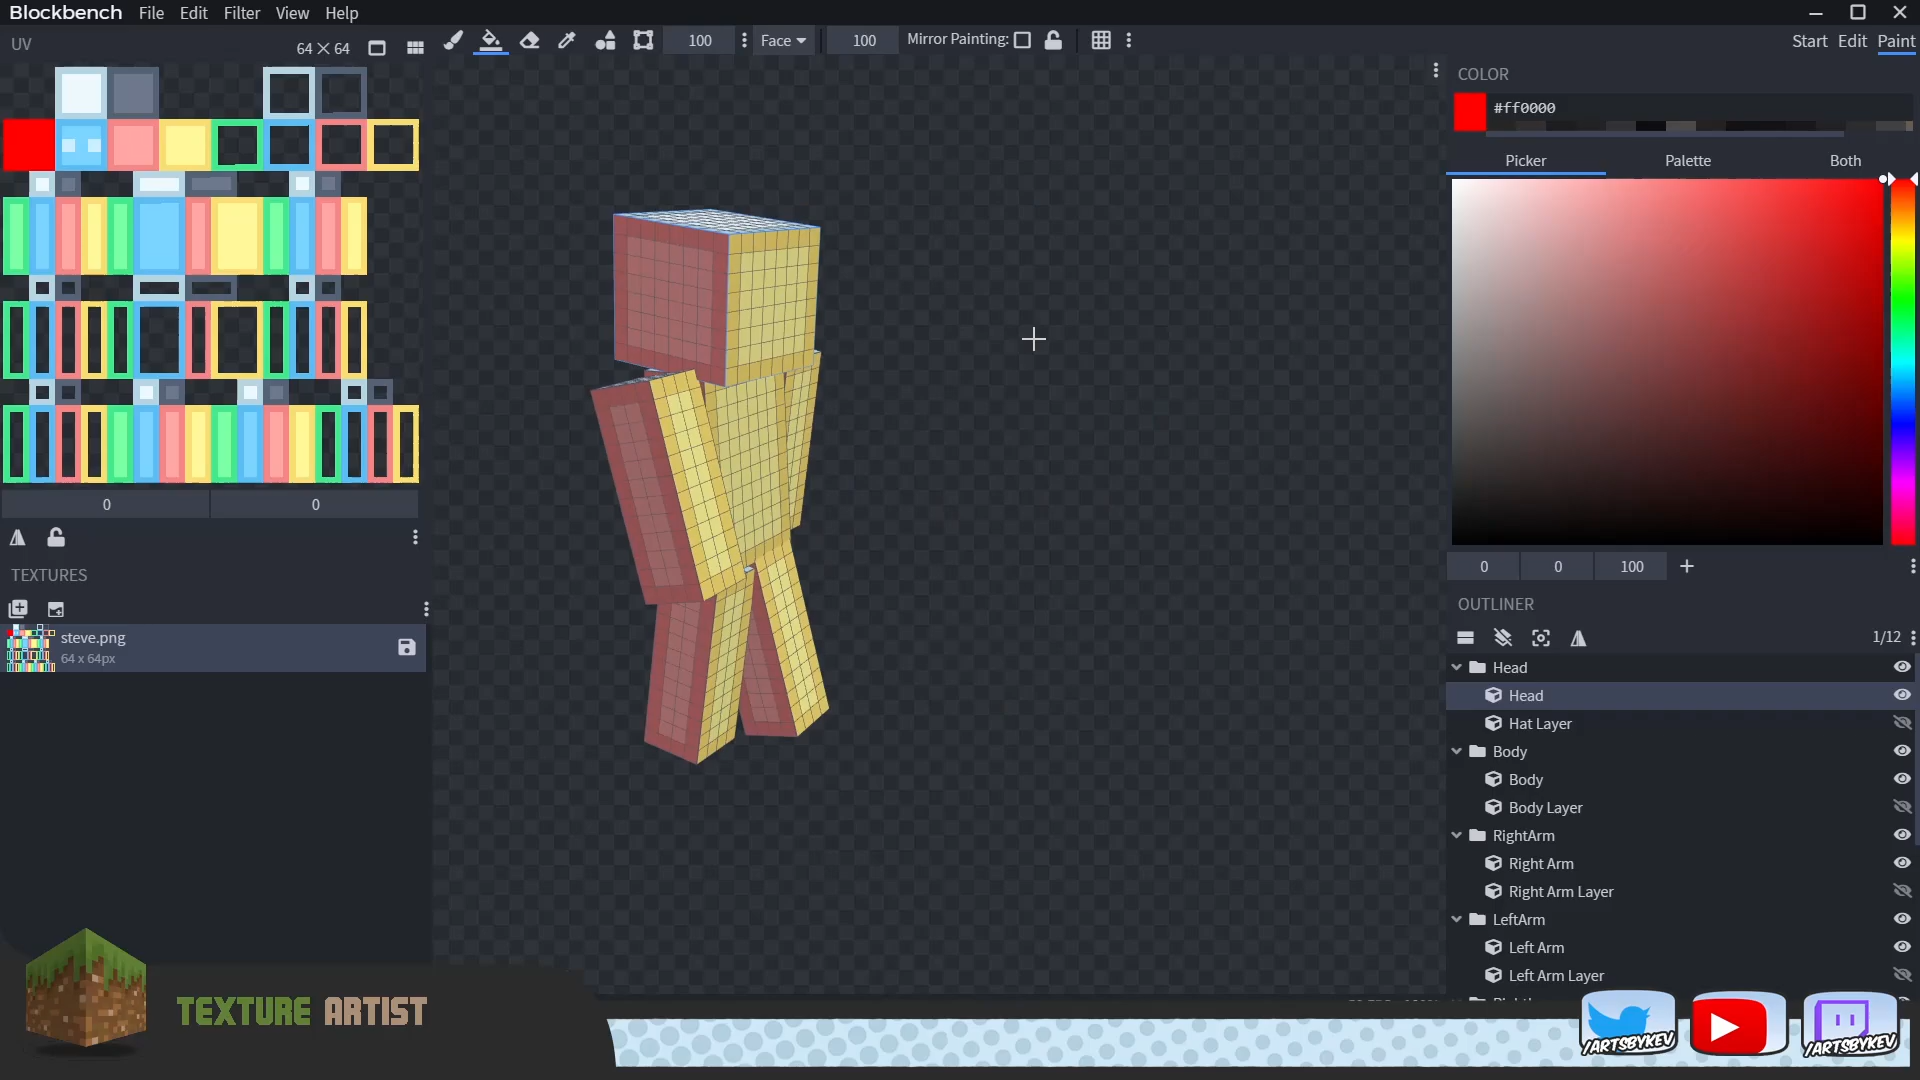 Blockbench File Edit Filter View Help
UV
64 × 64
100
Face
100
Mirror Painting:
Start Edit Paint
COLOR
#ff0000
Picker Palette Both
0 0
0 0 100
TEXTURES
steve.png
64 x 64px
OUTLINER
1/12
Head
Head
Hat Layer
Body
Body
Body Layer
RightArm
Right Arm
Right Arm Layer
LeftArm
Left Arm
Left Arm Layer
TEXTURE ARTIST
/ARTSBYKEV
/ARTSBYKEV